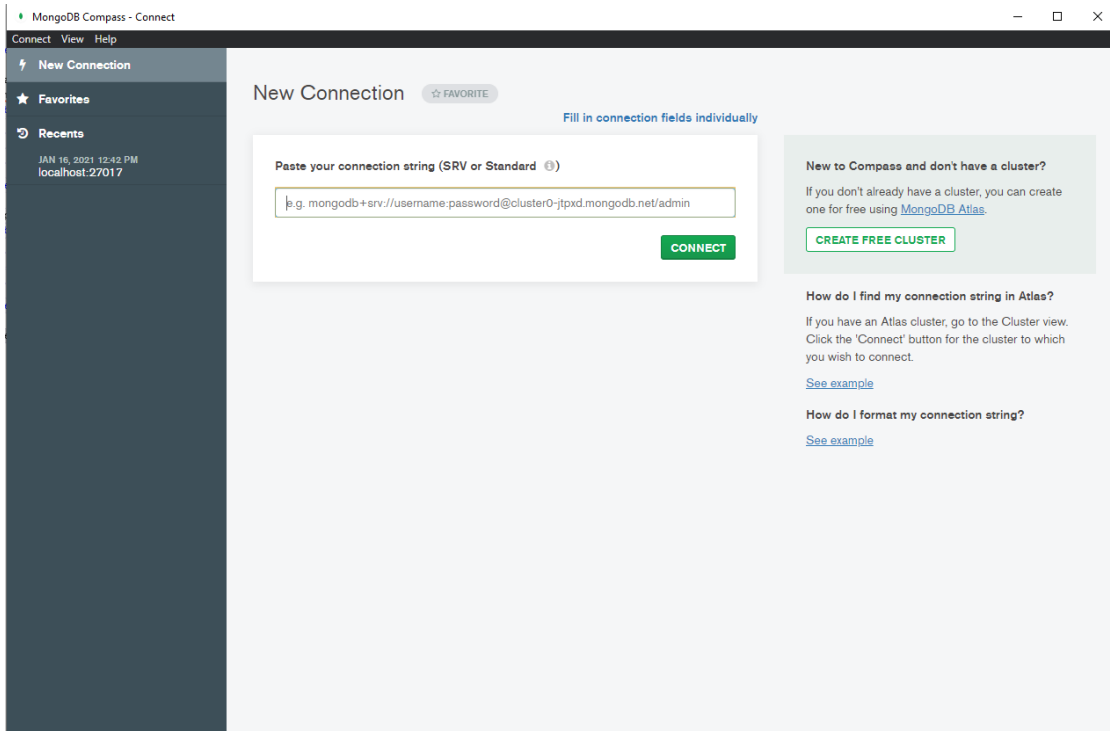 MongoDB Compass - Connect
Connect View Help
New Connection
Favorites
Recents
JAN 16, 2021 12:42 PM
localhost:27017
New Connection
FAVORITE
Fill in connection fields individually
Paste your connection string (SRV or Standard )
e.g. mongodb+srv://username:password@cluster0-jtpxd.mongodb.net/admin
CONNECT
New to Compass and don't have a cluster?
If you don't already have a cluster, you can create
one for free using MongoDB Atlas.
CREATE FREE CLUSTER
How do I find my connection string in Atlas?
If you have an Atlas cluster, go to the Cluster view.
Click the 'Connect' button for the cluster to which
you wish to connect.
See example
How do I format my connection string?
See example